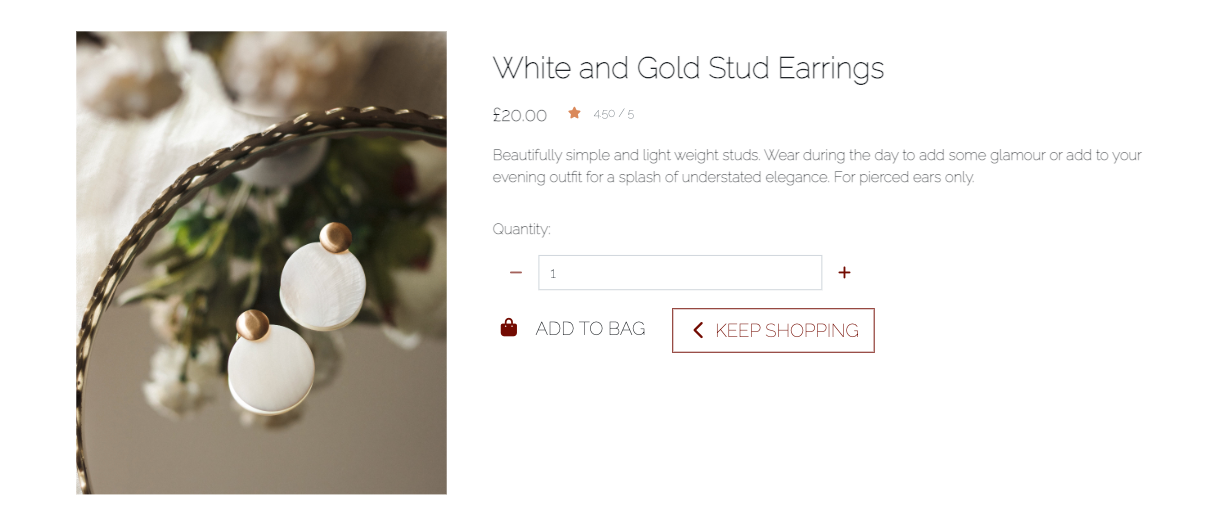 White and Gold Stud Earrings
£20.00 4.50 / 5
Beautifully simple and light weight studs. Wear during the day to add some glamour or add to your
evening outfit for a splash of understated elegance. For pierced ears only.
Quantity:
1
ADD TO BAG KEEP SHOPPING